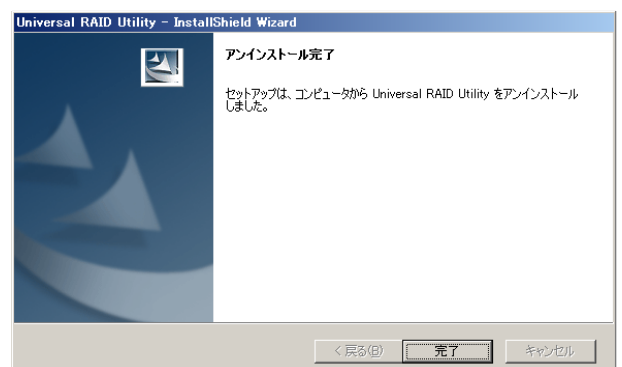 Universal RAID Utility - InstallShield Wizard
アンインストール完了
セットアップは、コンピュータから Universal RAID Utility をアンインストール
しました。
< 戻る(B)
完了
キャンセル